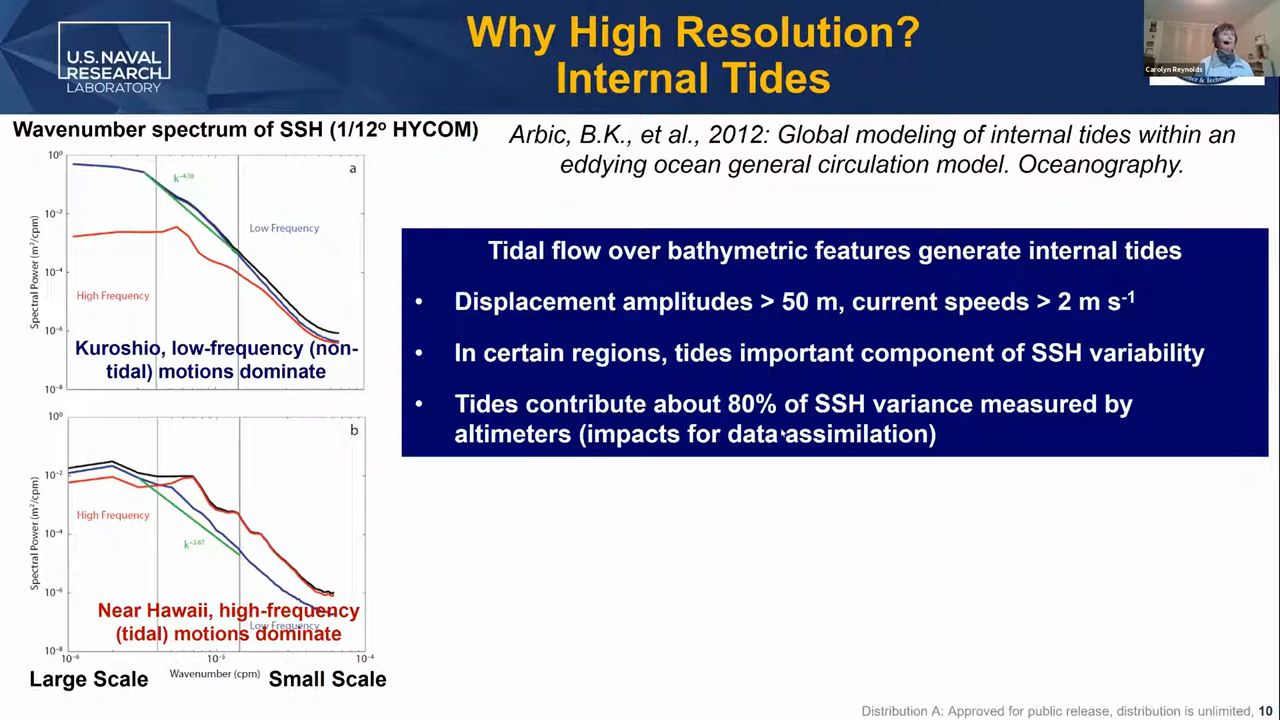 U.S. NAVAL
RESEARCH
LABORATORY
Why High Resolution?
Internal Tides
Carolyn Reynolds
Wavenumber spectrum of SSH (1/12º HYCOM)
Arbic, B.K., et al., 2012: Global modeling of internal tides within an
eddying ocean general circulation model. Oceanography.
10⁰
10⁻²
10⁻⁴
10⁻⁶
10⁻⁸
Spectral Power (m²/cpm)
a
Low Frequency
High Frequency
Kuroshio, low-frequency (non-
tidal) motions dominate
10⁰
10⁻²
10⁻⁴
10⁻⁶
10⁻⁸
Spectral Power (m²/cpm)
b
High Frequency
Near Hawaii, high-frequency
(tidal) motions dominate
Low Frequency
10⁻⁶
10⁻⁵
10⁻⁴
Large Scale
Wavenumber (cpm)
Small Scale
Tidal flow over bathymetric features generate internal tides
• Displacement amplitudes > 50 m, current speeds > 2 m s⁻¹
• In certain regions, tides important component of SSH variability
• Tides contribute about 80% of SSH variance measured by
altimeters (impacts for data assimilation)
Distribution A: Approved for public release, distribution is unlimited, 10